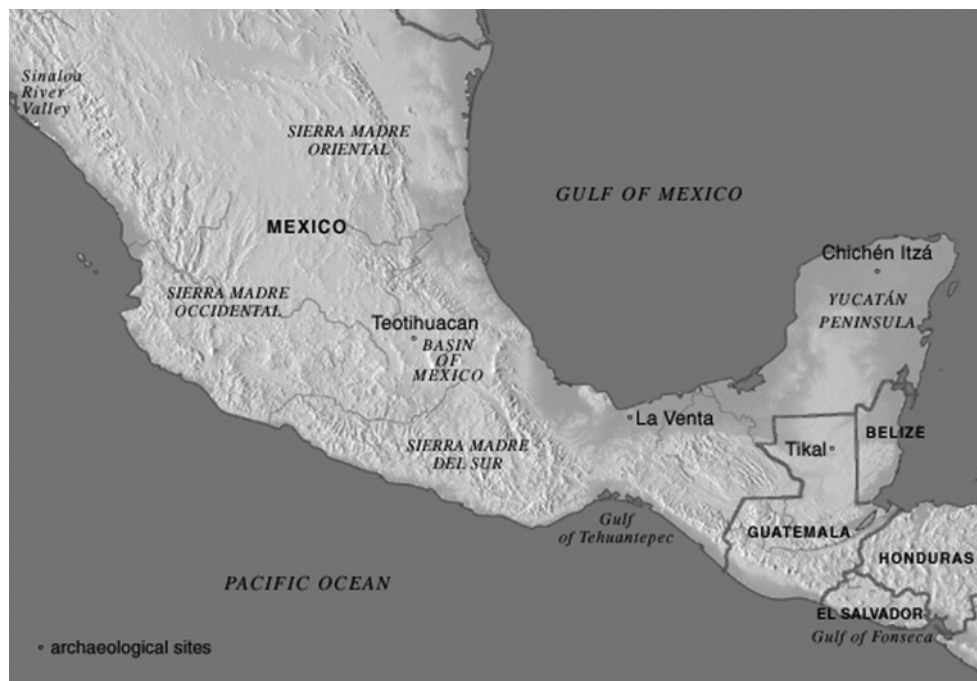 Sinaloa
River
Valley
SIERRA MADRE
ORIENTAL
GULF OF MEXICO
MEXICO
Chichén Itzá
SIERRA MADRE
OCCIDENTAL
YUCATÁN
PENINSULA
Teotihuacan
BASIN
OF
MEXICO
La Venta
BELIZE
SIERRA MADRE
DEL SUR
Tikal
Gulf
of Tehuantepec
GUATEMALA
HONDURAS
PACIFIC OCEAN
EL SALVADOR
Gulf of Fonseca
archaeological sites